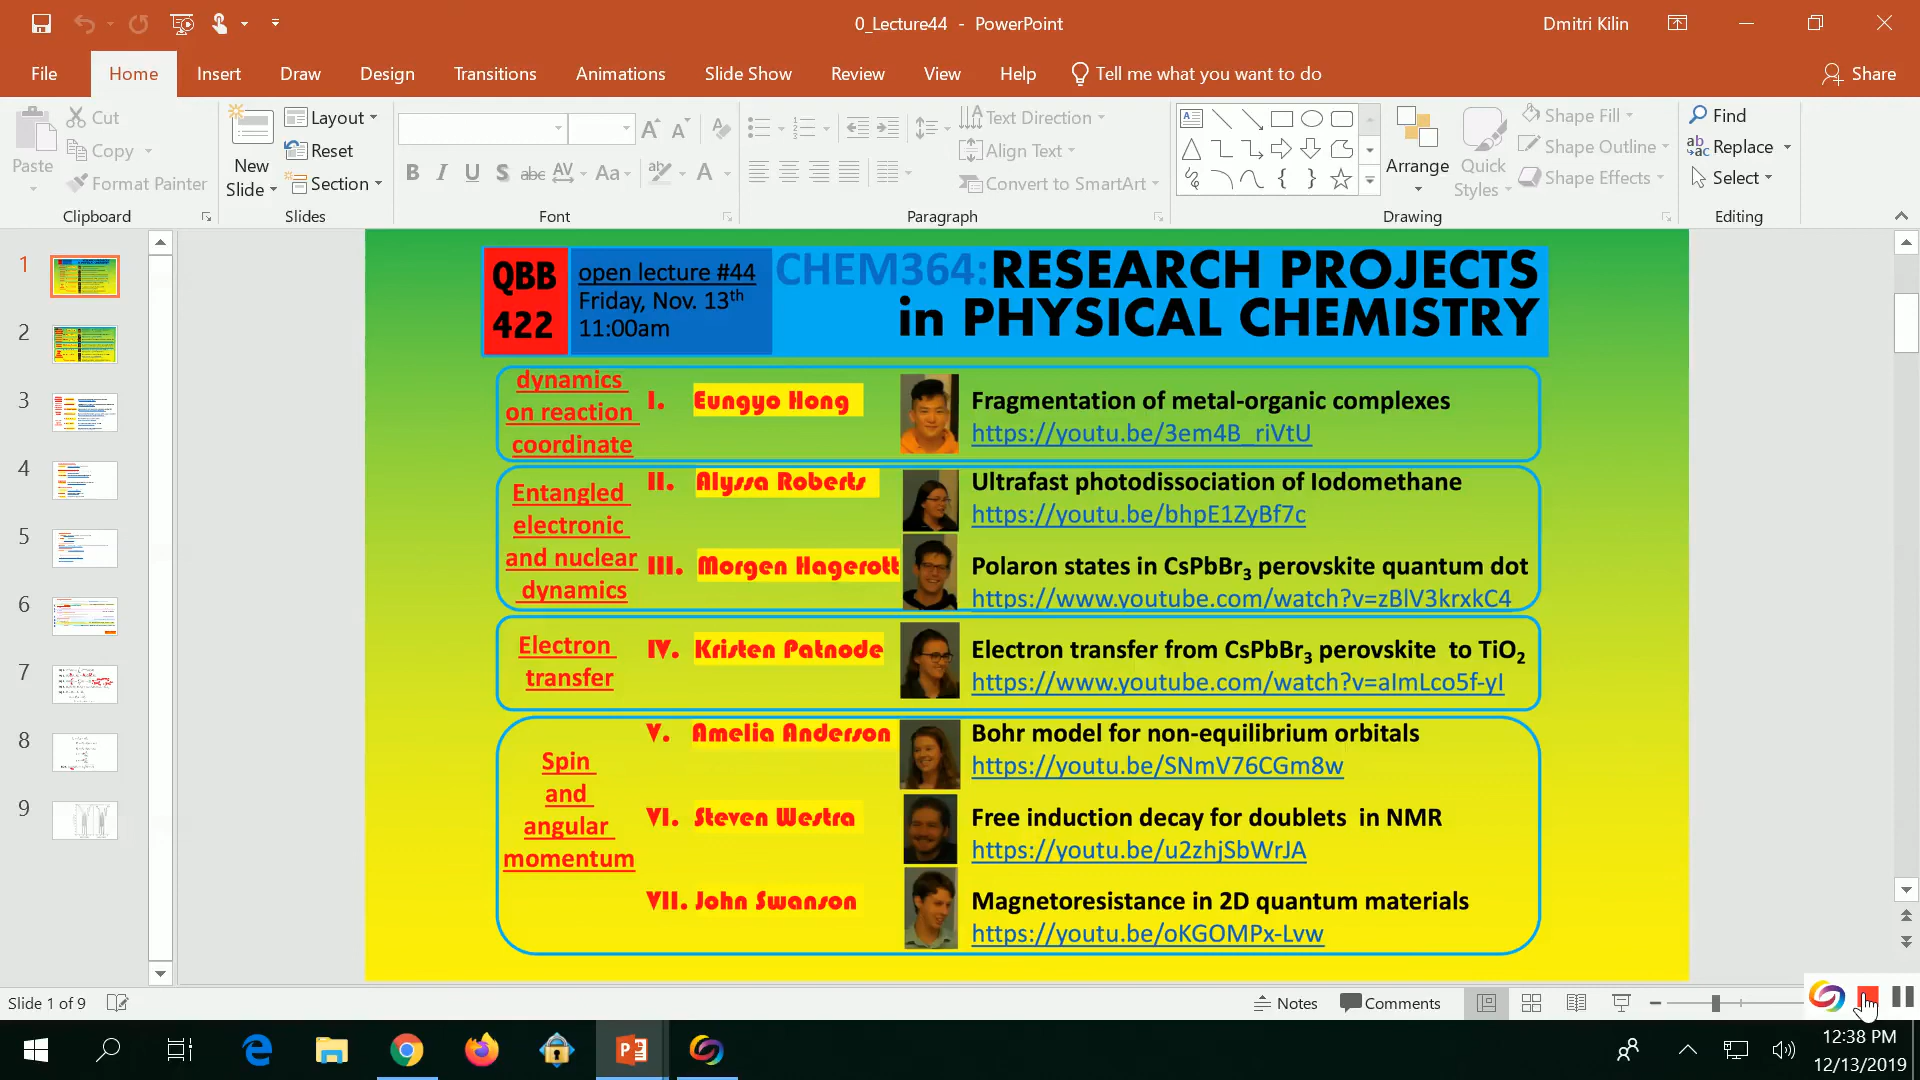 0_Lecture44 - PowerPoint
Dmitri Kilin
File Home Insert Draw Design Transitions Animations Slide Show Review View Help Tell me what you want to do Share
Paste
Cut
Copy
Format Painter
Clipboard
New Slide
Layout
Reset
Section
Slides
Font
Text Direction
Align Text
Convert to SmartArt
Paragraph
Arrange
Quick Styles
Shape Fill
Shape Outline
Shape Effects
Drawing
Find
Replace
Select
Editing
1
2
3
4
5
6
7
8
9
QBB
422
open lecture #44
Friday, Nov. 13th
11:00am
CHEM364:RESEARCH PROJECTS
in PHYSICAL CHEMISTRY
dynamics
on reaction
coordinate
I. Eungyo Hong
Fragmentation of metal-organic complexes
https://youtu.be/3em4B_riVtU
Entangled
electronic
and nuclear
dynamics
II. Alyssa Roberts
Ultrafast photodissociation of Iodomethane
https://youtu.be/bhpE1ZyBf7c
III. Morgen Hagerott
Polaron states in CsPbBr3 perovskite quantum dot
https://www.youtube.com/watch?v=zBlV3krxkC4
Electron
transfer
IV. Kristen Patnode
Electron transfer from CsPbBr3 perovskite to TiO2
https://www.youtube.com/watch?v=aImLco5f-yI
Spin
and
angular
momentum
V. Amelia Anderson
Bohr model for non-equilibrium orbitals
https://youtu.be/SNmV76CGm8w
VI. Steven Westra
Free induction decay for doublets in NMR
https://youtu.be/u2zhjSbWrJA
VII. John Swanson
Magnetoresistance in 2D quantum materials
https://youtu.be/oKGOMPx-Lvw
Slide 1 of 9
Notes
Comments
12:38 PM
12/13/2019